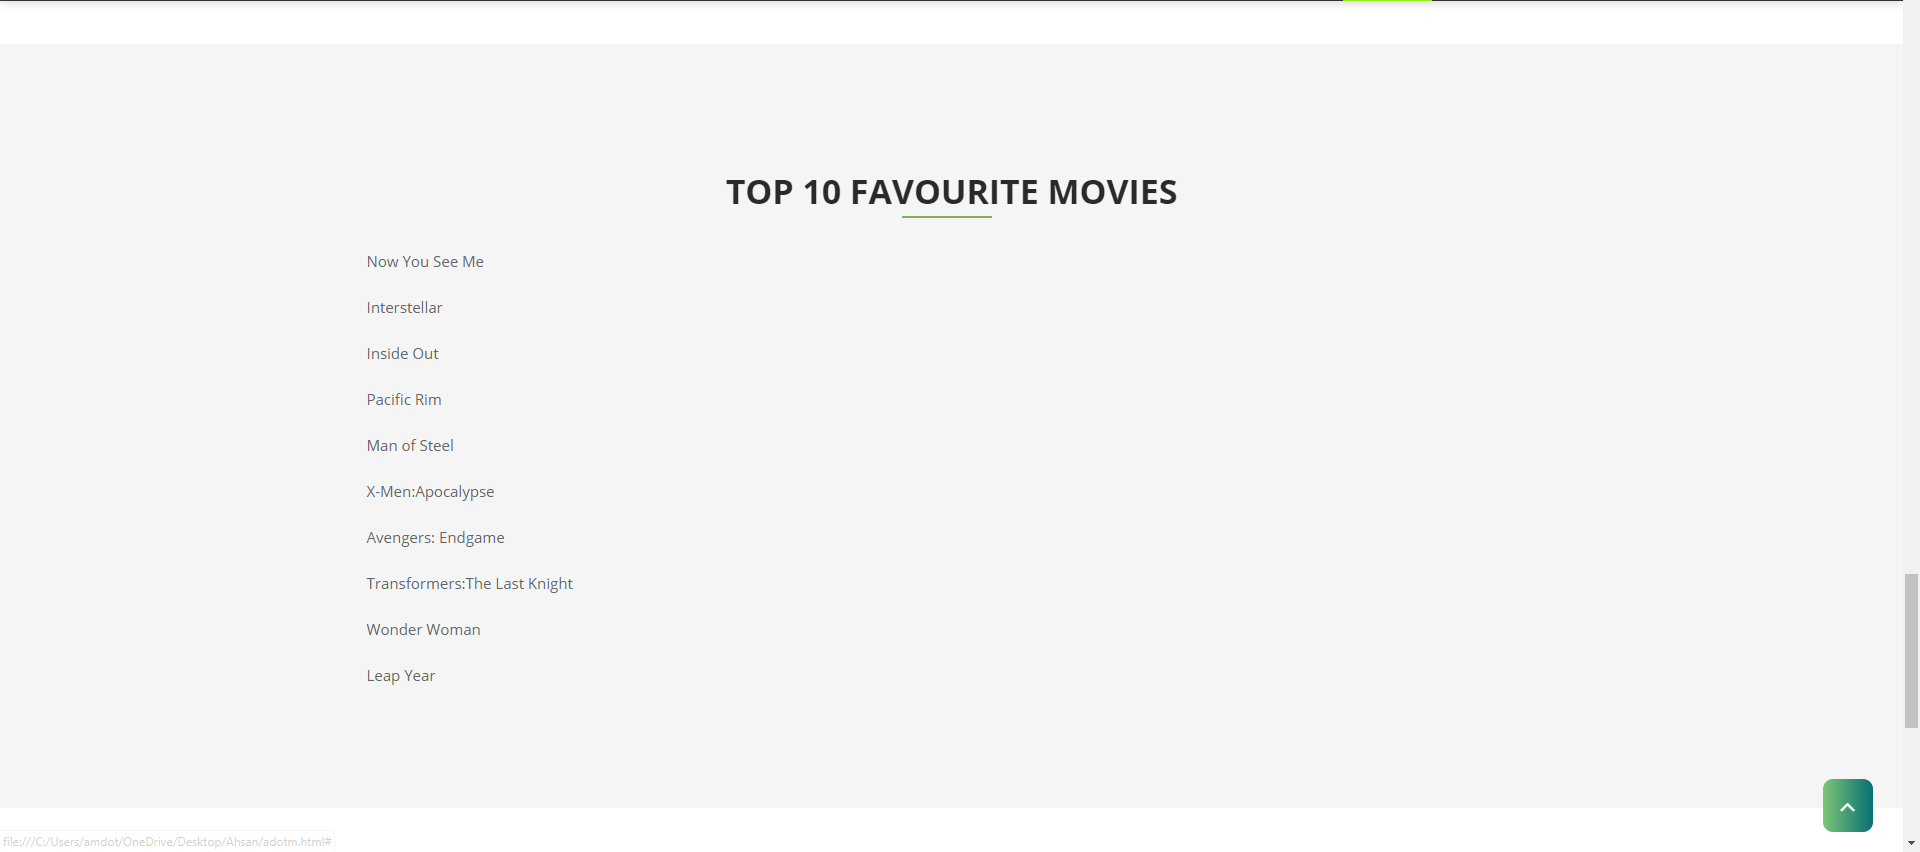 TOP 10 FAVOURITE MOVIES
Now You See Me
Interstellar
Inside Out
Pacific Rim
Man of Steel
X-Men:Apocalypse
Avengers: Endgame
Transformers:The Last Knight
Wonder Woman
Leap Year
file:///C:/Users/amdot/OneDrive/Desktop/Ahsan/adotm.html#